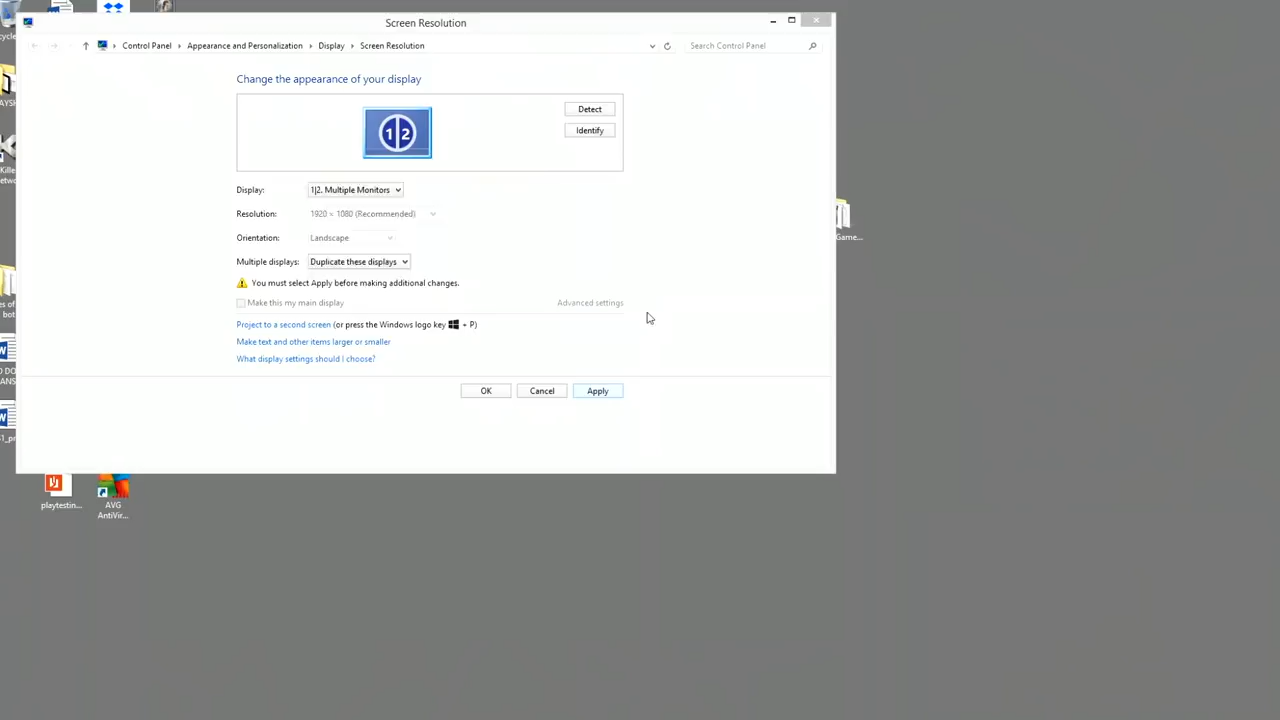 Screen Resolution
Control Panel Appearance and Personalization Display Screen Resolution
Search Control Panel
Change the appearance of your display
1 2
Detect
Identify
Display: 1|2. Multiple Monitors
Resolution: 1920 × 1080 (Recommended)
Orientation: Landscape
Multiple displays: Duplicate these displays
You must select Apply before making additional changes.
Make this my main display
Advanced settings
Project to a second screen (or press the Windows logo key + P)
Make text and other items larger or smaller
What display settings should I choose?
OK Cancel Apply
Game...
playtestin...
AVG
AntiVir...